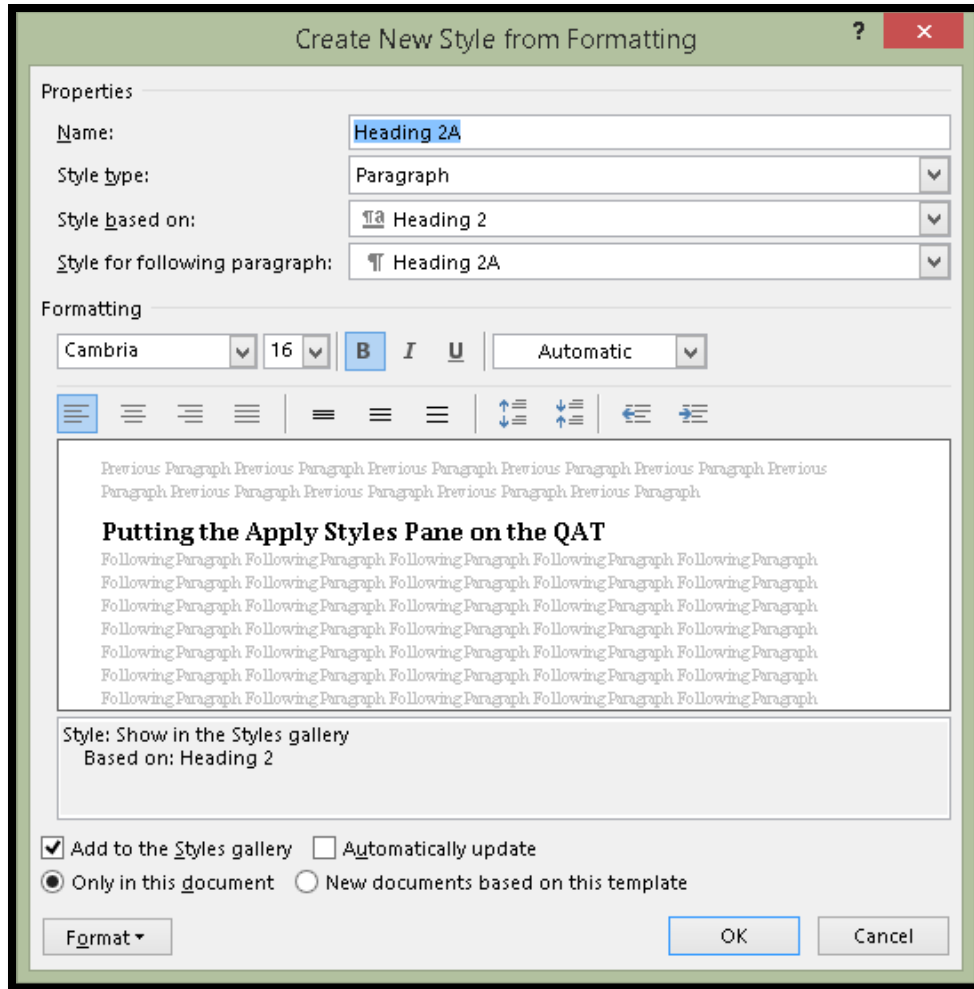 Create New Style from Formatting
?
Properties
Name: Heading 2A
Style type: Paragraph
Style based on: Heading 2
Style for following paragraph: Heading 2A
Formatting
Cambria 16 B I U Automatic
Previous Paragraph Previous Paragraph Previous Paragraph Previous Paragraph Previous Paragraph Previous
Paragraph Previous Paragraph Previous Paragraph Previous Paragraph Previous Paragraph
Putting the Apply Styles Pane on the QAT
Following Paragraph Following Paragraph Following Paragraph Following Paragraph Following Paragraph
Following Paragraph Following Paragraph Following Paragraph Following Paragraph Following Paragraph
Following Paragraph Following Paragraph Following Paragraph Following Paragraph Following Paragraph
Following Paragraph Following Paragraph Following Paragraph Following Paragraph Following Paragraph
Following Paragraph Following Paragraph Following Paragraph Following Paragraph Following Paragraph
Following Paragraph Following Paragraph Following Paragraph Following Paragraph Following Paragraph
Following Paragraph Following Paragraph Following Paragraph Following Paragraph Following Paragraph
Style: Show in the Styles gallery
Based on: Heading 2
Add to the Styles gallery Automatically update
Only in this document New documents based on this template
Format OK Cancel